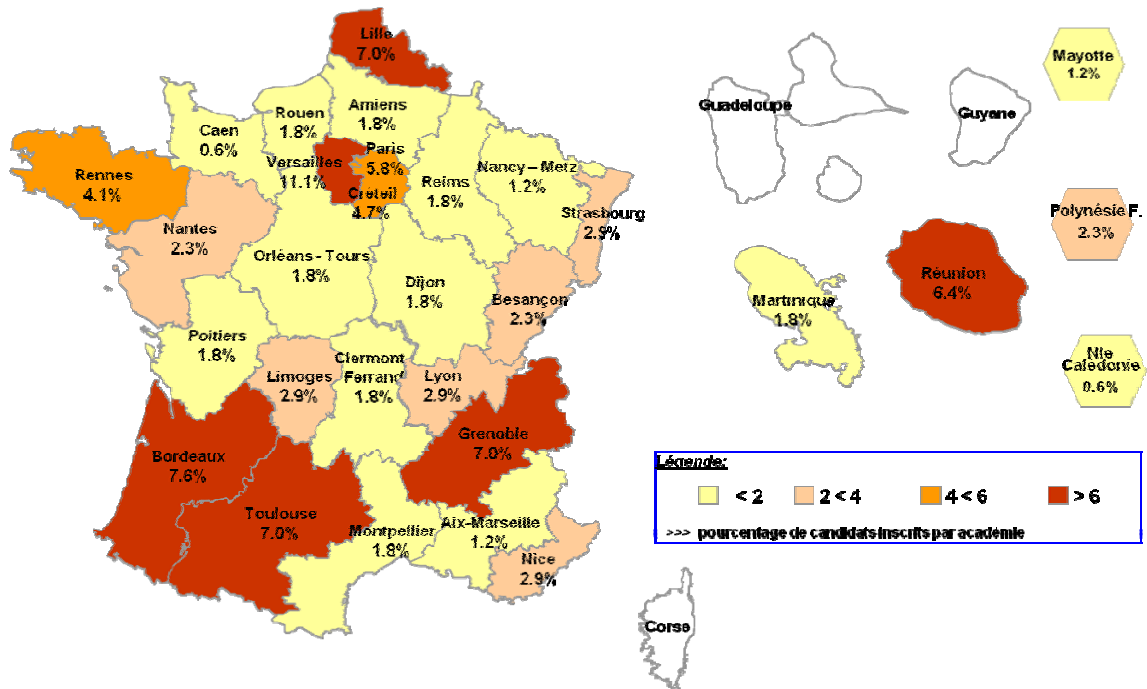 Lille
7.0%
Rouen
1.8%
Amiens
1.8%
Caen
0.6%
Versailles
11.1%
Paris
5.8%
Créteil
4.7%
Reims
1.8%
Nancy – Metz
1.2%
Strasbourg
2.9%
Rennes
4.1%
Nantes
2.3%
Orléans - Tours
1.8%
Dijon
1.8%
Besançon
2.3%
Poitiers
1.8%
Limoges
2.9%
Clermont
Ferrand
1.8%
Lyon
2.9%
Grenoble
7.0%
Bordeaux
7.6%
Toulouse
7.0%
Montpellier
1.8%
Aix-Marseille
1.2%
Nice
2.9%
Corse
Guadeloupe
Guyane
Martinique
1.8%
Réunion
6.4%
Mayotte
1.2%
Polynésie F.
2.3%
Nle
Calédonie
0.6%
Légende:
< 2
2 < 4
4 < 6
> 6
>>> pourcentage de candidats inscrits par académie